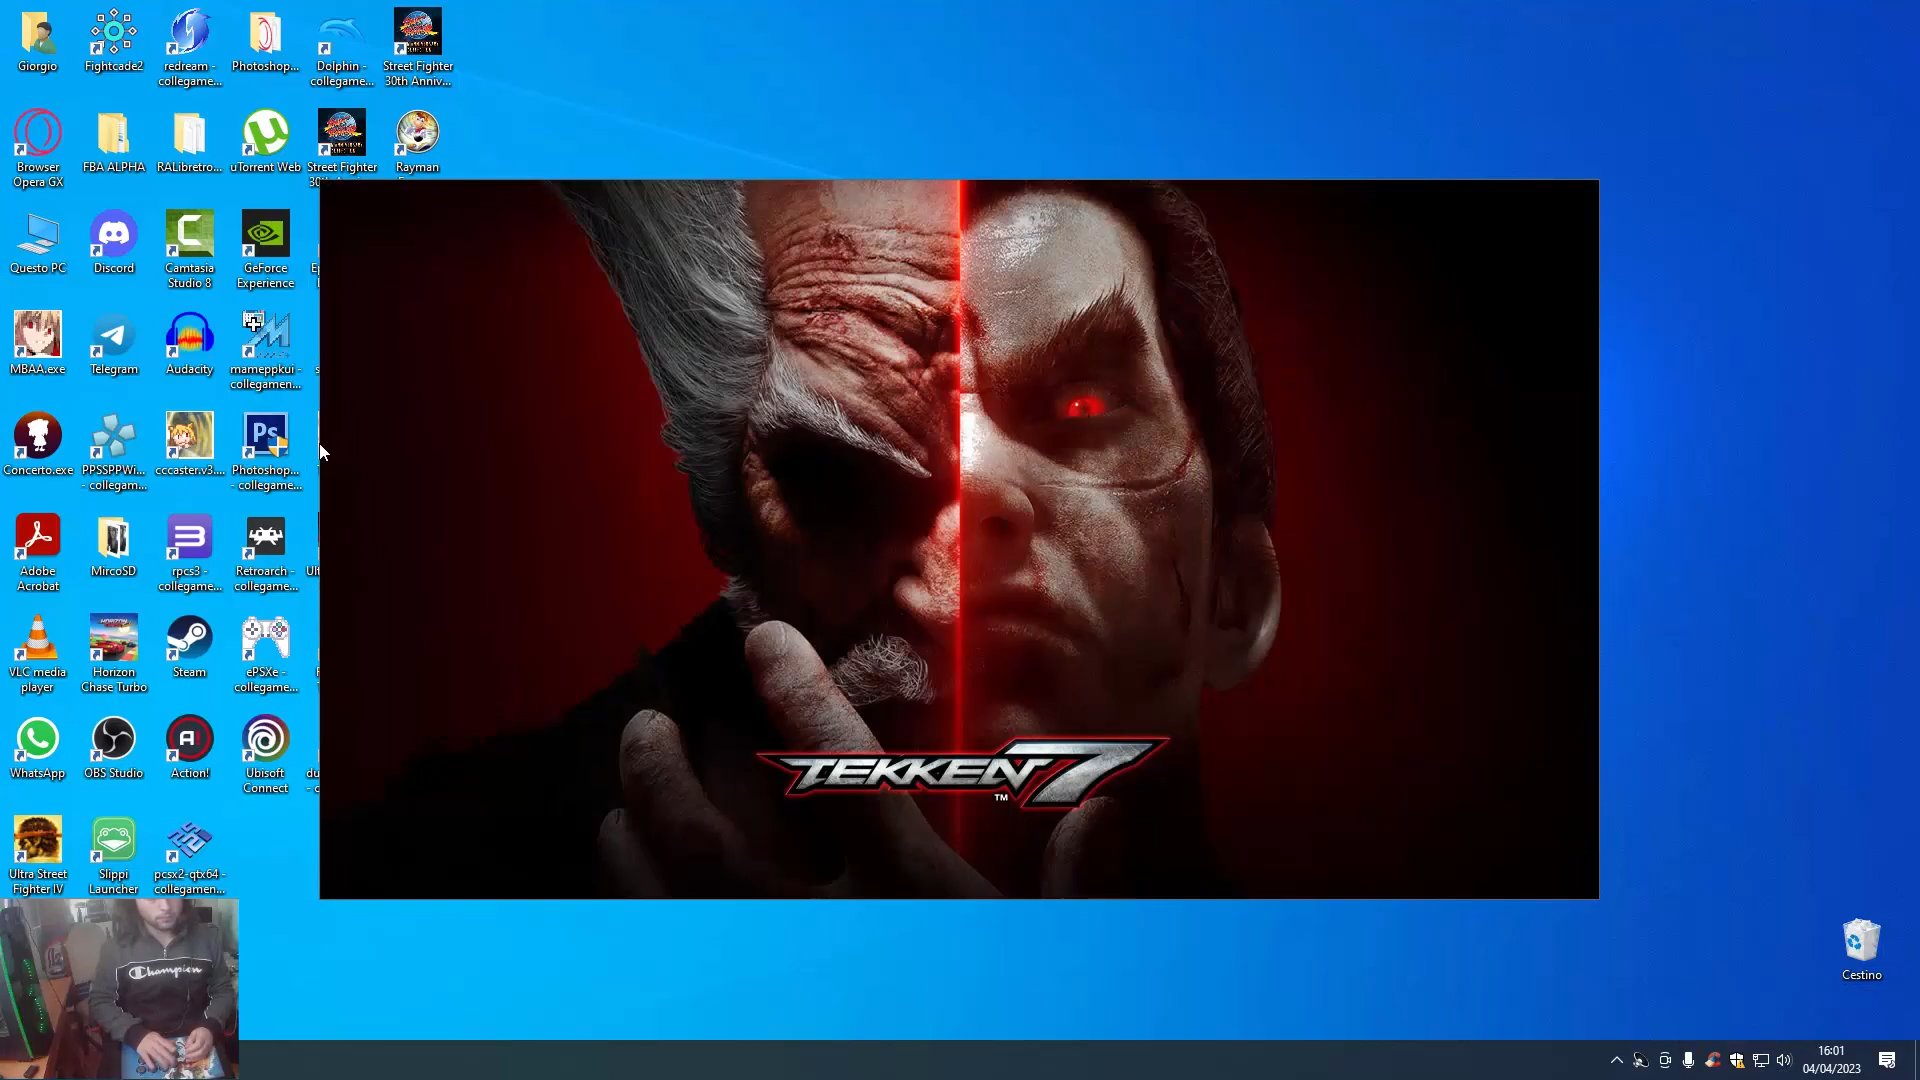 Giorgio
Fightcade2
redream -
collegame...
Photoshop...
Dolphin -
collegame...
Street Fighter
30th Anniv...
Browser
Opera GX
FBA ALPHA
RALibretro...
uTorrent Web
Street Fighter
Rayman
Questo PC
Discord
Camtasia
Studio 8
GeForce
Experience
MBAA.exe
Telegram
Audacity
mameppkui -
collegamen...
Concerto.exe
PPSSPPWi...
- collegam...
cccaster.v3....
Ps
Photoshop...
- collegame...
Adobe
Acrobat
MircoSD
rpcs3 -
collegame...
Retroarch -
collegame...
VLC media
player
HORIZON
Horizon
Chase Turbo
Steam
ePSXe -
collegame...
WhatsApp
OBS Studio
A!
Action!
Ubisoft
Connect
Ultra Street
Fighter IV
Slippi
Launcher
pcsx2-qtx64 -
collegamen...
TEKKEN 7
TM
Champion
Cestino
16:01
04/04/2023